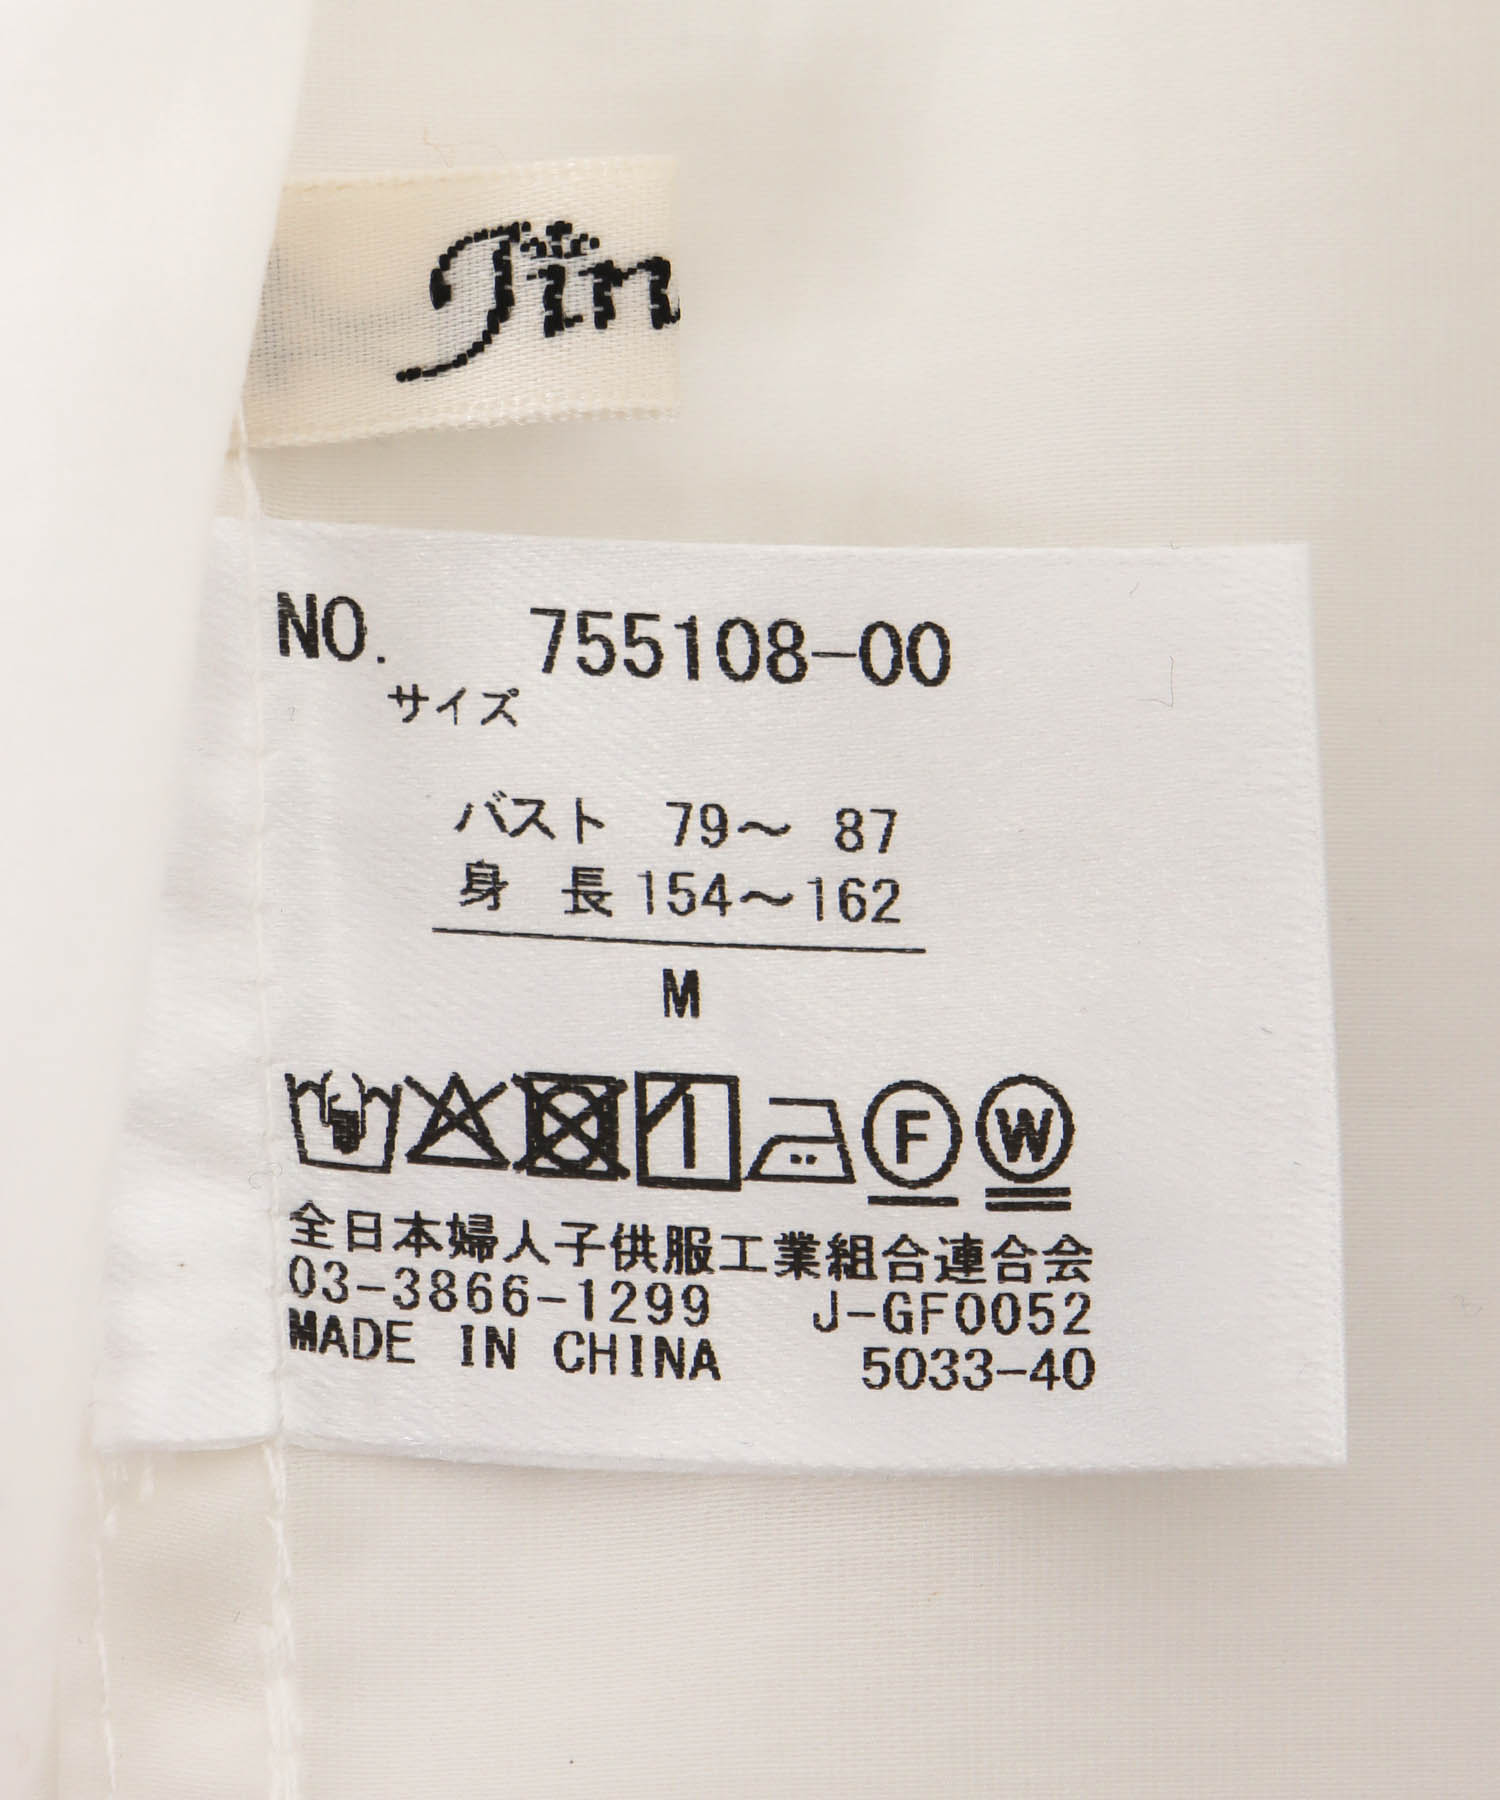 NO. 755108-00
サイズ
バスト 79～ 87
身 長 154～162
M
F W
全日本婦人子供服工業組合連合会
03-3866-1299 J-GF0052
MADE IN CHINA 5033-40